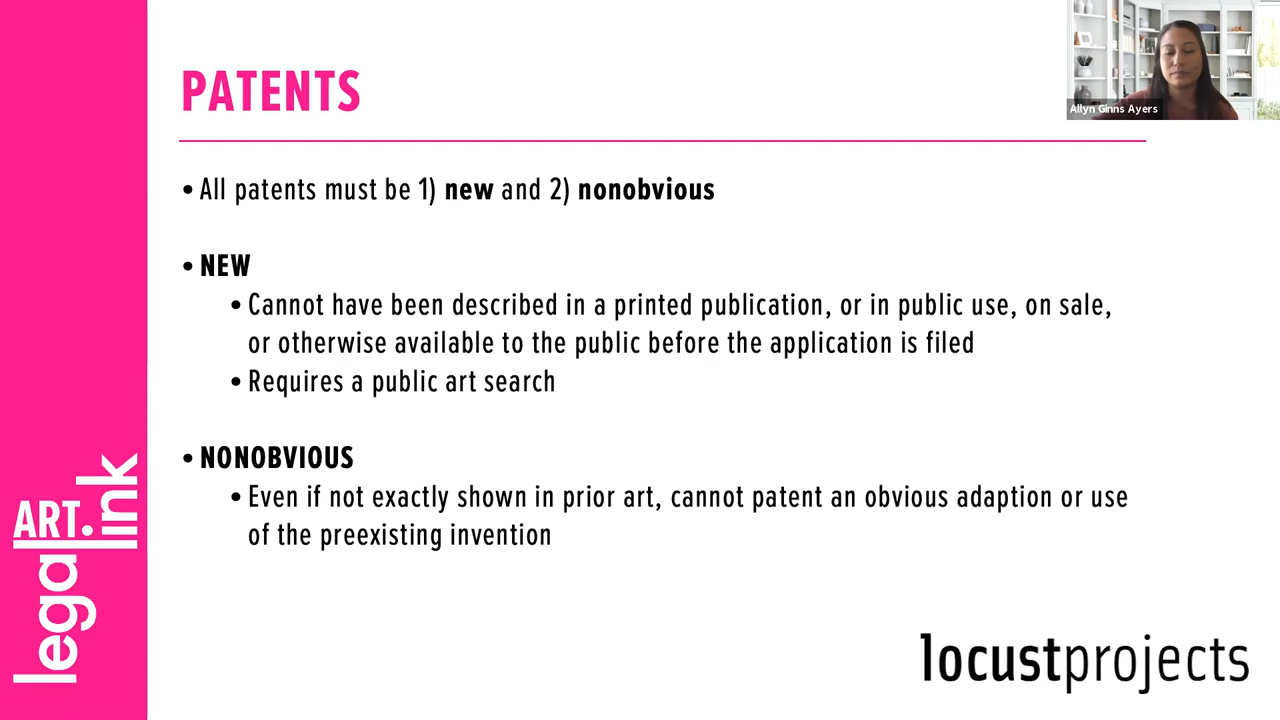 PATENTS
Allyn Ginns Ayers
• All patents must be 1) new and 2) nonobvious
• NEW
• Cannot have been described in a printed publication, or in public use, on sale,
or otherwise available to the public before the application is filed
• Requires a public art search
• NONOBVIOUS
• Even if not exactly shown in prior art, cannot patent an obvious adaption or use
of the preexisting invention
legal
ART.
link
locustprojects